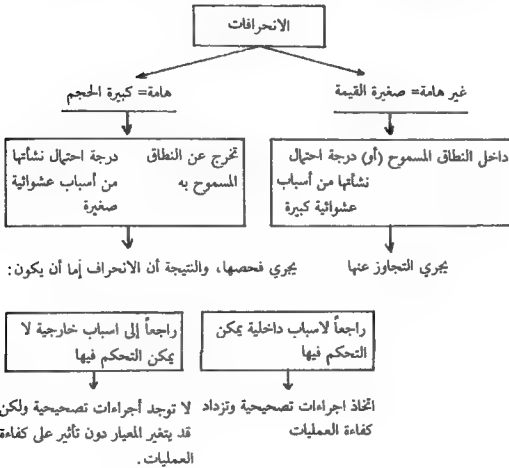 الانحرافات
غير هامة= صغيرة القيمة
هامة= كبيرة الحجم
داخل النطاق المسموح (أو) درجة احتمال
نشأتها من أسباب
عشوائية كبيرة
تخرج عن النطاق
المسموح به
درجة احتمال نشأتها
من أسباب عشوائية
صغيرة
يجري التجاوز عنها
يجري فحصها، والنتيجة أن الانحراف إما أن يكون:
راجعاً لاسباب داخلية يمكن
التحكم فيها
راجعاً إلى اسباب خارجية لا
يمكن التحكم فيها
اتخاذ اجراءات تصحيحية وتزداد
كفاءة العمليات
لا توجد أجراءات تصحيحية ولكن
قد يتغير المعيار دون تأثير على كفاءة
العمليات.